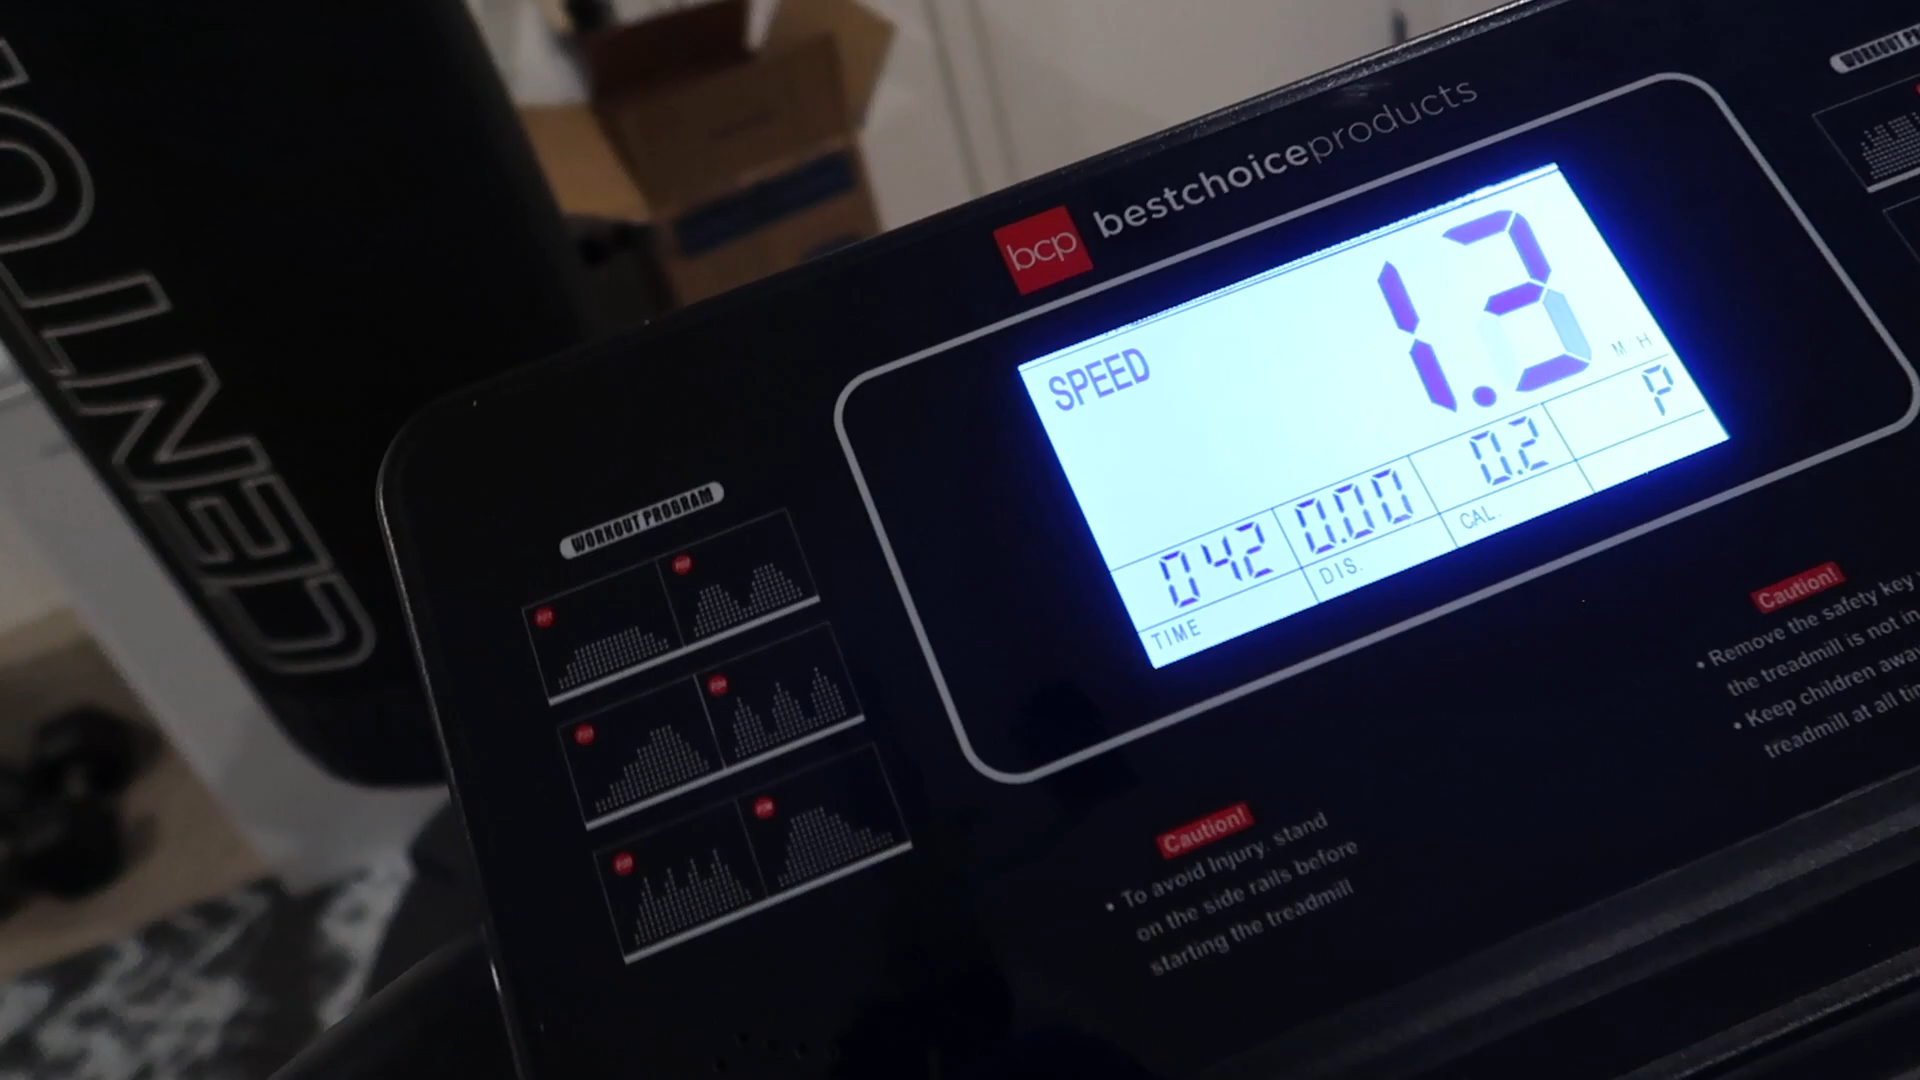 bcp bestchoiceproducts
SPEED
1.3
M/H
042 0.00 0.2 P
TIME DIS. CAL.
WORKOUT PROGRAM
Caution!
• To avoid Injury, stand
on the side rails before
starting the treadmill
Caution!
• Remove the safety key
the treadmill is not in
• Keep children away
treadmill at all